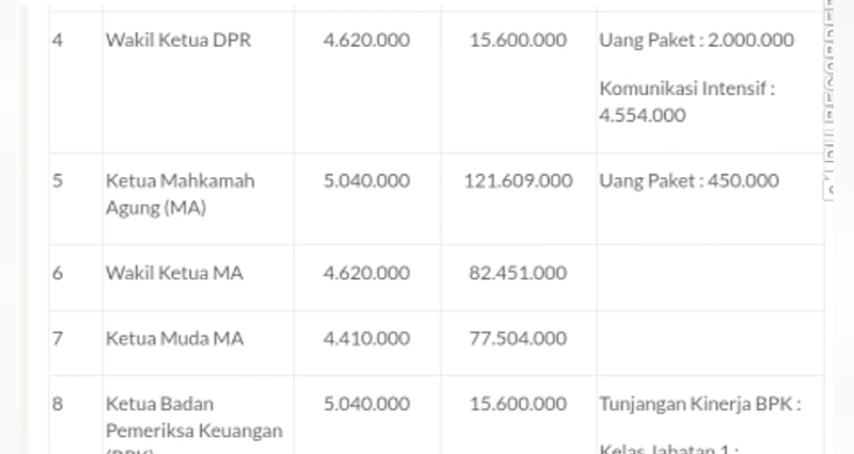 4 Wakil Ketua DPR 4.620.000 15.600.000 Uang Paket : 2.000.000
Komunikasi Intensif :
4.554.000
5 Ketua Mahkamah 5.040.000 121.609.000 Uang Paket : 450.000
Agung (MA)
6 Wakil Ketua MA 4.620.000 82.451.000
7 Ketua Muda MA 4.410.000 77.504.000
8 Ketua Badan 5.040.000 15.600.000 Tunjangan Kinerja BPK :
Pemeriksa Keuangan
Kelas Jabatan 1 :